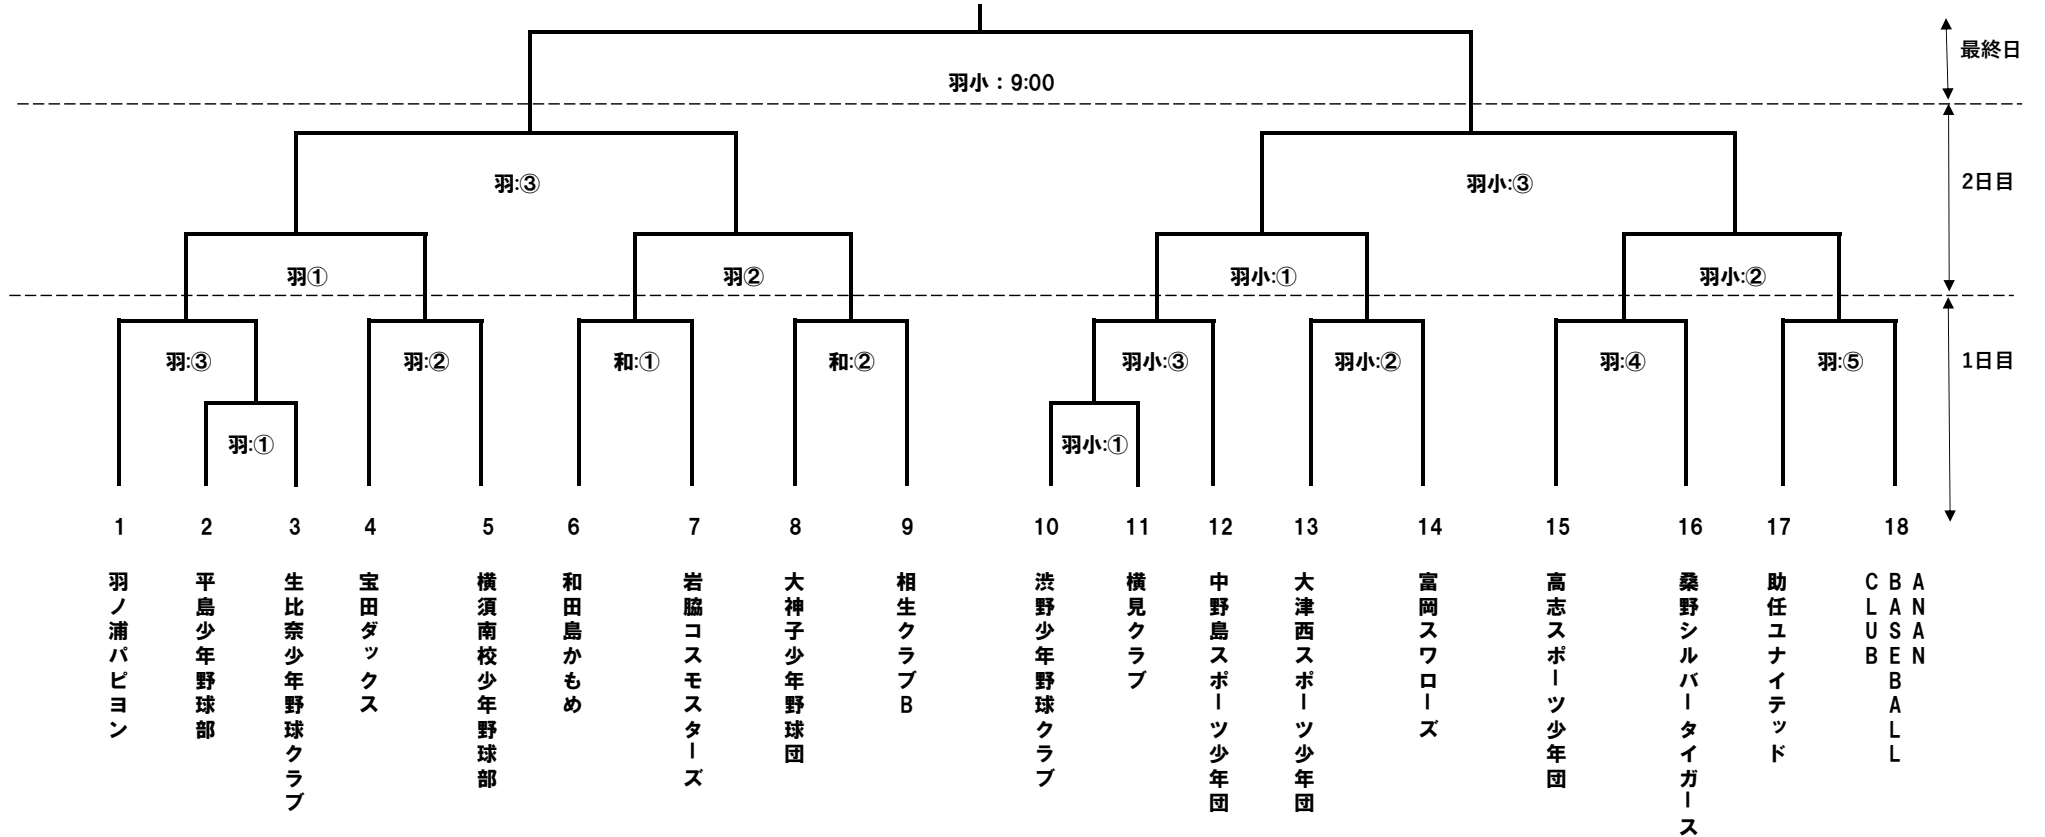 最終日
羽小：9:00
羽:③
羽小:③
2日目
羽①
羽②
羽小:①
羽小:②
羽:③
羽:②
和:①
和:②
羽小:③
羽小:②
羽:④
羽:⑤
1日目
羽:①
羽小:①
1 2 3 4 5 6 7 8 9 10 11 12 13 14 15 16 17 18
羽ノ浦パピヨン
平島少年野球部
生比奈少年野球クラブ
宝田ダックス
横須南校少年野球部
和田島かもめ
岩脇コスモスターズ
大神子少年野球団
相生クラブB
渋野少年野球クラブ
横見クラブ
中野島スポーツ少年団
大津西スポーツ少年団
富岡スワローズ
高志スポーツ少年団
桑野シルバータイガース
助任ユナイテッド
ANAN
BASEBALL
CLUB